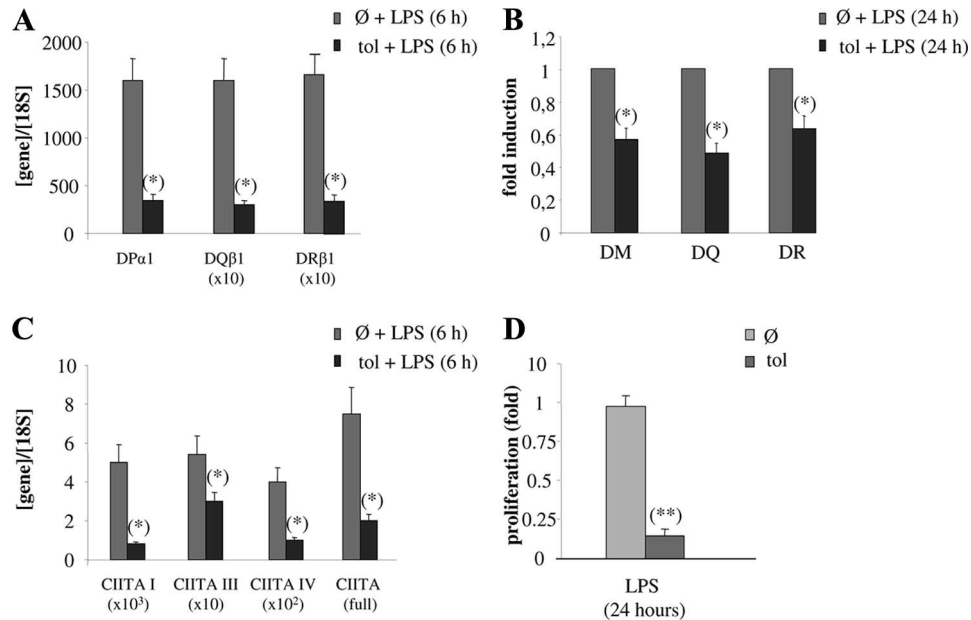 A
Ø + LPS (6 h)
tol + LPS (6 h)
[gene]/[18S]
2000
1500
1000
500
0
(*)
(*)
(*)
DPα1
DQβ1
(x10)
DRβ1
(x10)
B
Ø + LPS (24 h)
tol + LPS (24 h)
fold induction
1,2
1
0,8
0,6
0,4
0,2
0
(*)
(*)
(*)
DM
DQ
DR
C
Ø + LPS (6 h)
tol + LPS (6 h)
[gene]/[18S]
10
8
6
4
2
0
(*)
(*)
(*)
(*)
CIITA I
(x10³)
CIITA III
(x10)
CIITA IV
(x10²)
CIITA
(full)
D
Ø
tol
proliferation (fold)
10
1
0.75
0.5
0.25
0
(**)
LPS
(24 hours)